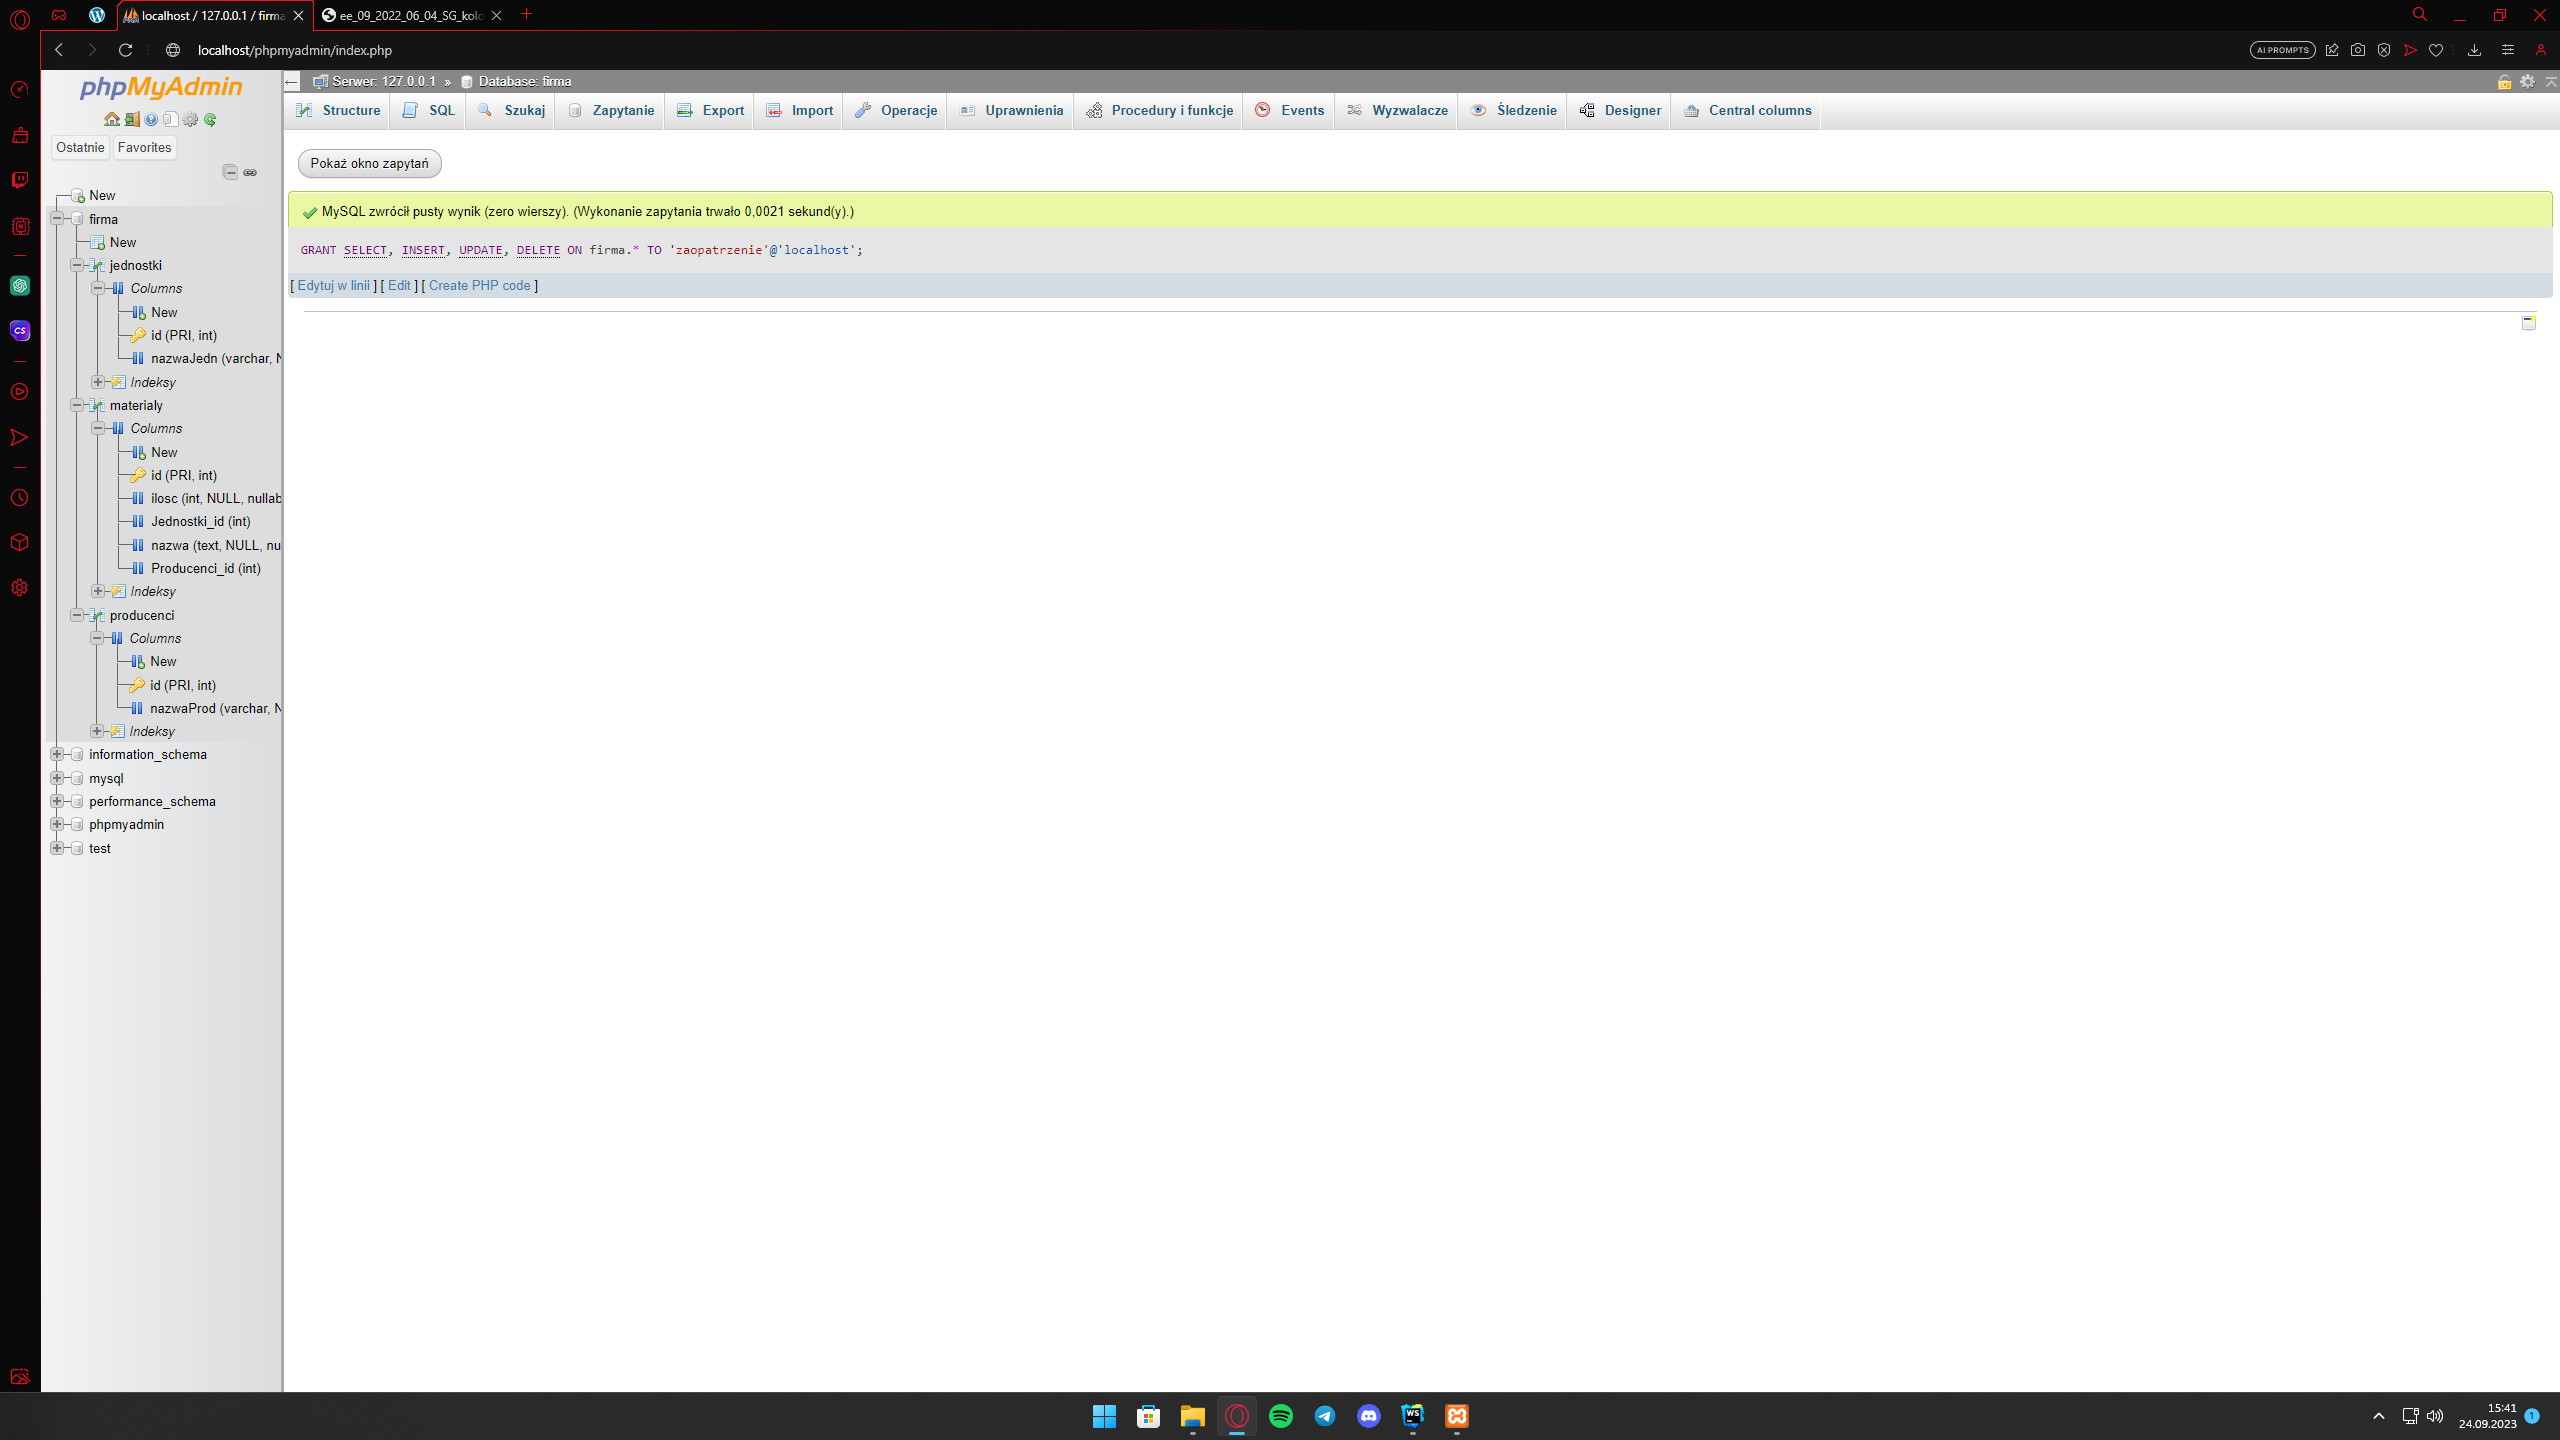 localhost / 127.0.0.1 / firma
ee_09_2022_06_04_SG_kolo
localhost/phpmyadmin/index.php
AI PROMPTS
phpMyAdmin
Ostatnie
Favorites
New
firma
New
jednostki
Columns
New
id (PRI, int)
nazwaJedn (varchar, N
Indeksy
materialy
Columns
New
id (PRI, int)
ilosc (int, NULL, nullab
Jednostki_id (int)
nazwa (text, NULL, nu
Producenci_id (int)
Indeksy
producenci
Columns
New
id (PRI, int)
nazwaProd (varchar, N
Indeksy
information_schema
mysql
performance_schema
phpmyadmin
test
Serwer: 127.0.0.1 » Database: firma
Structure SQL Szukaj Zapytanie Export Import Operacje Uprawnienia Procedury i funkcje Events Wyzwalacze Śledzenie Designer Central columns
Pokaż okno zapytań
MySQL zwrócił pusty wynik (zero wierszy). (Wykonanie zapytania trwało 0,0021 sekund(y).)
GRANT SELECT, INSERT, UPDATE, DELETE ON firma.* TO 'zaopatrzenie'@'localhost';
[ Edytuj w linii ] [ Edit ] [ Create PHP code ]
CS
WS
15:41
24.09.2023
1